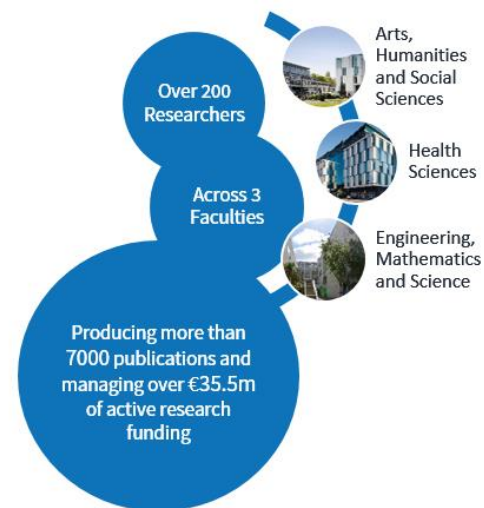 Over 200
Researchers
Across 3
Faculties
Producing more than
7000 publications and
managing over €35.5m
of active research
funding
Arts,
Humanities
and Social
Sciences
Health
Sciences
Engineering,
Mathematics
and Science